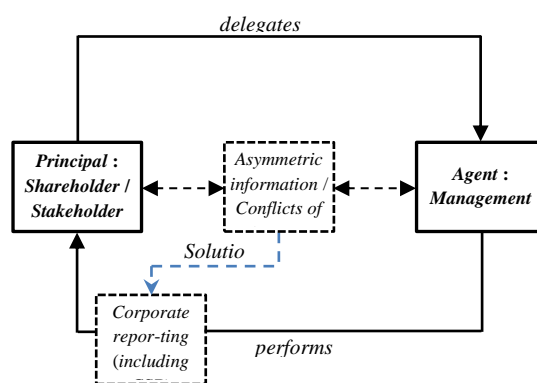 delegates
Principal :
Shareholder /
Stakeholder
Asymmetric
information /
Conflicts of
Agent :
Management
Solutio
Corporate
repor-ting
(including
performs